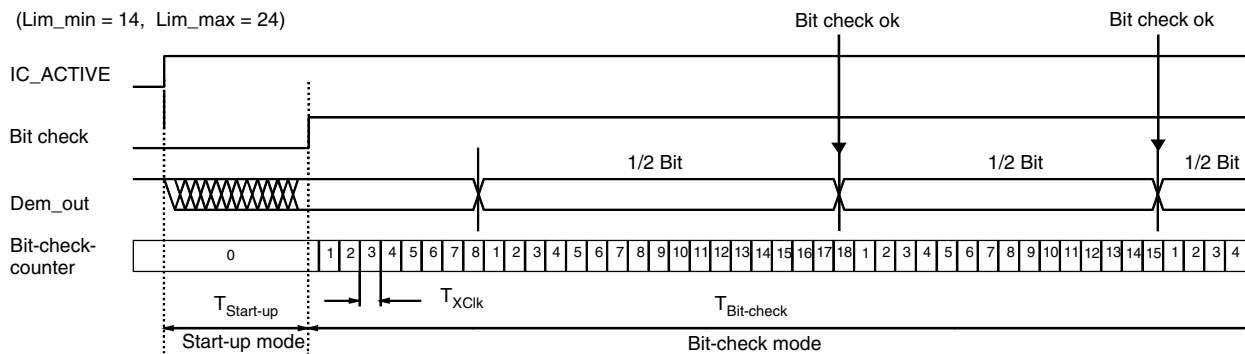 (Lim_min = 14, Lim_max = 24)
Bit check ok
Bit check ok
IC_ACTIVE
Bit check
1/2 Bit
1/2 Bit
1/2 Bit
Dem_out
Bit-check-
counter
0 1 2 3 4 5 6 7 8 1 2 3 4 5 6 7 8 9 10 11 12 13 14 15 16 17 18 1 2 3 4 5 6 7 8 9 10 11 12 13 14 15 1 2 3 4
TStart-up
TXClk
TBit-check
Start-up mode
Bit-check mode